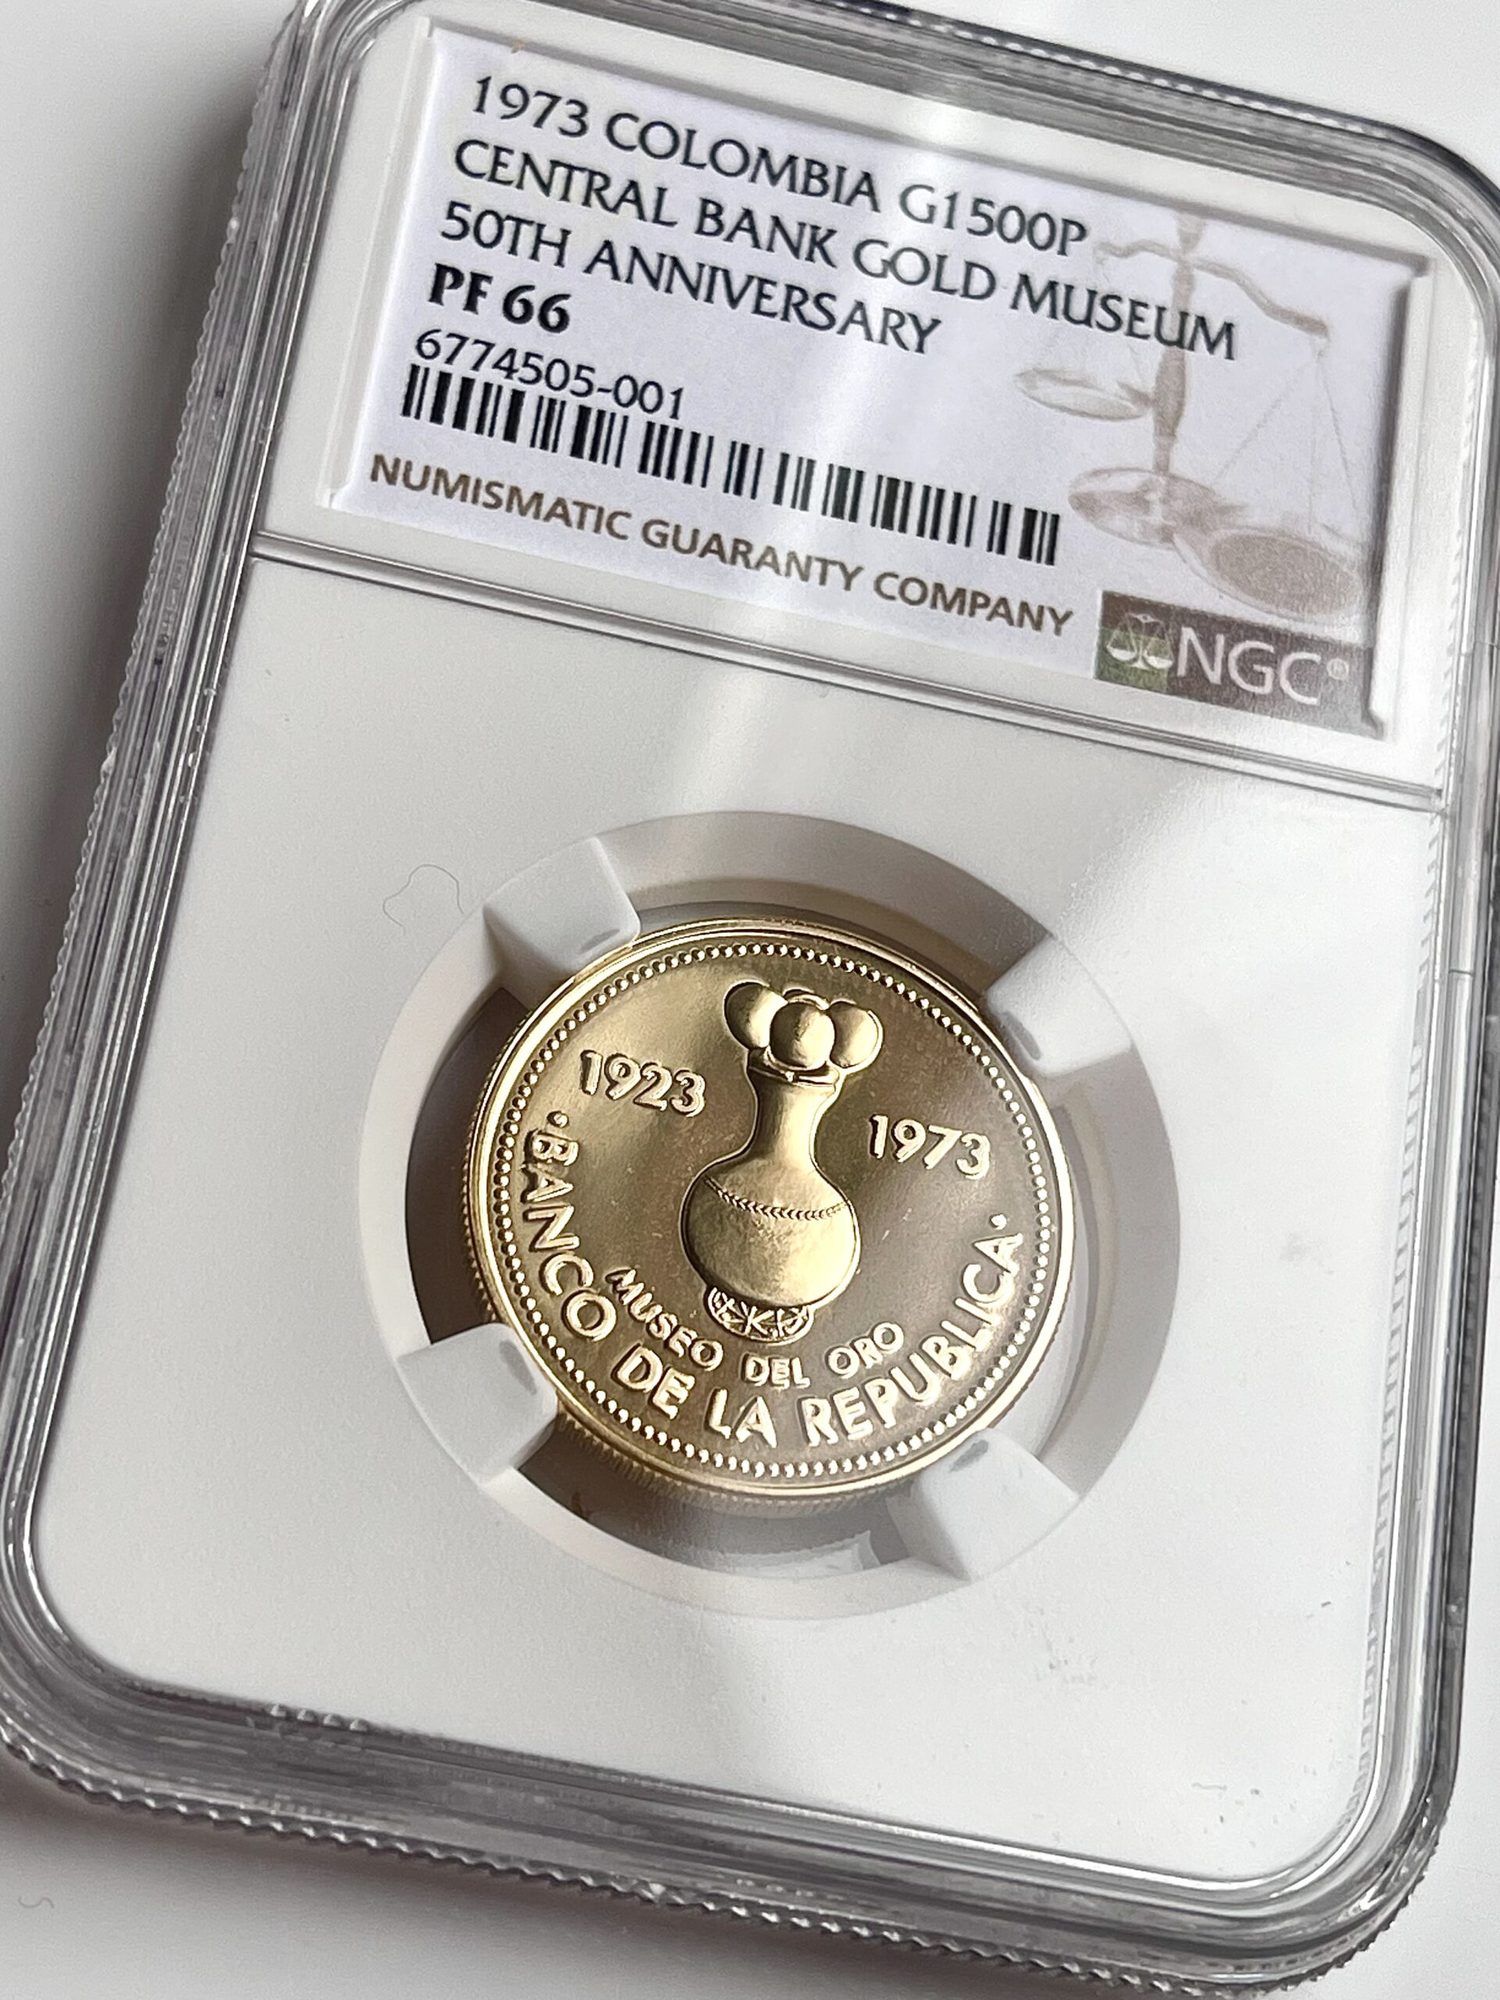 1973 COLOMBIA G1500P
CENTRAL BANK GOLD MUSEUM
50TH ANNIVERSARY
PF 66
6774505-001
NUMISMATIC GUARANTY COMPANY
NGC®
1923
1973
MUSEO DEL ORO
·BANCO DE LA REPUBLICA·